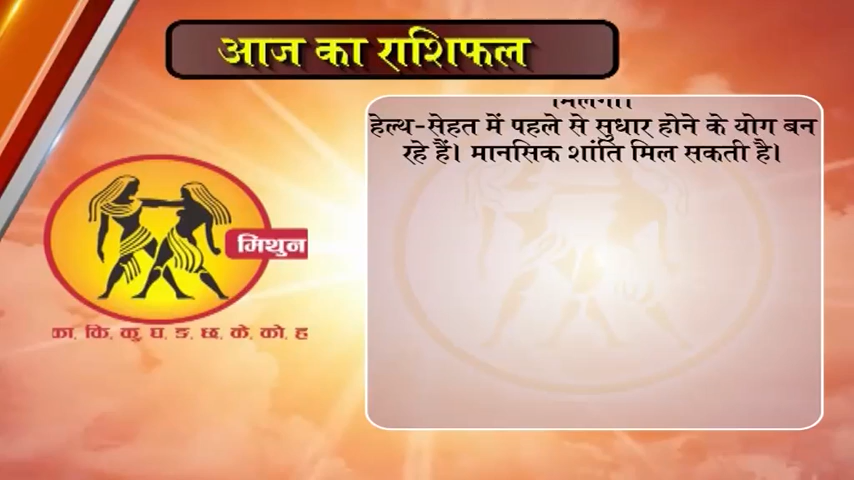 आज का राशिफल
मिलेगा।
हेल्थ-सेहत में पहले से सुधार होने के योग बन
रहे हैं। मानसिक शांति मिल सकती है।
मिथुन
का, कि, कु, घ, ङ, छ, के, को, ह